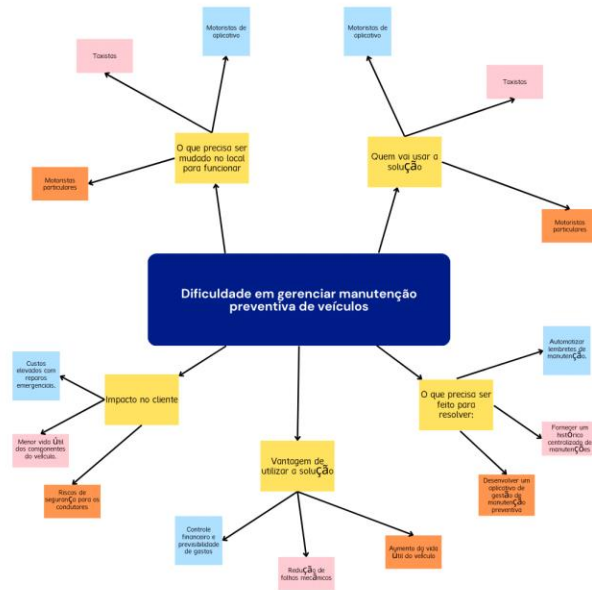 Motoristas de
aplicativo
Taxistas
O que precisa ser
mudado no local
para funcionar
Motoristas
particulares
Motoristas de
aplicativo
Taxistas
Quem vai usar a
solução
Motoristas
particulares
Dificuldade em gerenciar manutenção
preventiva de veículos
Custos
elevados com
reparos
emergenciais.
Impacto no cliente
Menor vida útil
dos componentes
do veículo.
Riscos de
segurança para os
condutores
Vantagem de
utilizar a solução
Controle
financeiro e
previsibilidade
de gastos
Redução de
falhas mecânicas
Aumento da vida
útil do veículo
O que precisa ser
feito para
resolver:
Automatizar
lembretes de
manutenção.
Fornecer um
histórico
centralizado de
manutenções
Desenvolver um
aplicativo de
gestão de
manutenção
preventiva